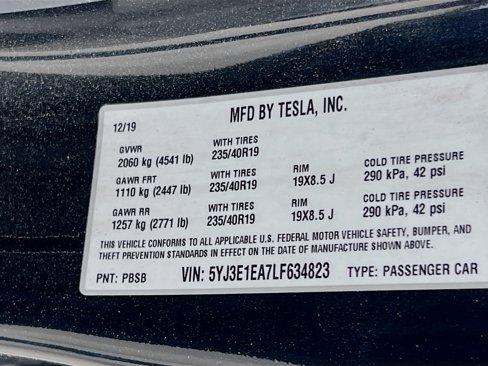 MFD BY TESLA, INC.
12/19
GVWR WITH TIRES
2060 kg (4541 lb) 235/40R19
GAWR FRT WITH TIRES RIM COLD TIRE PRESSURE
1110 kg (2447 lb) 235/40R19 19X8.5 J 290 kPa, 42 psi
GAWR RR WITH TIRES RIM COLD TIRE PRESSURE
1257 kg (2771 lb) 235/40R19 19X8.5 J 290 kPa, 42 psi
THIS VEHICLE CONFORMS TO ALL APPLICABLE U.S. FEDERAL MOTOR VEHICLE SAFETY, BUMPER, AND
THEFT PREVENTION STANDARDS IN EFFECT ON THE DATE OF MANUFACTURE SHOWN ABOVE.
PNT: PBSB VIN: 5YJ3E1EA7LF634823 TYPE: PASSENGER CAR